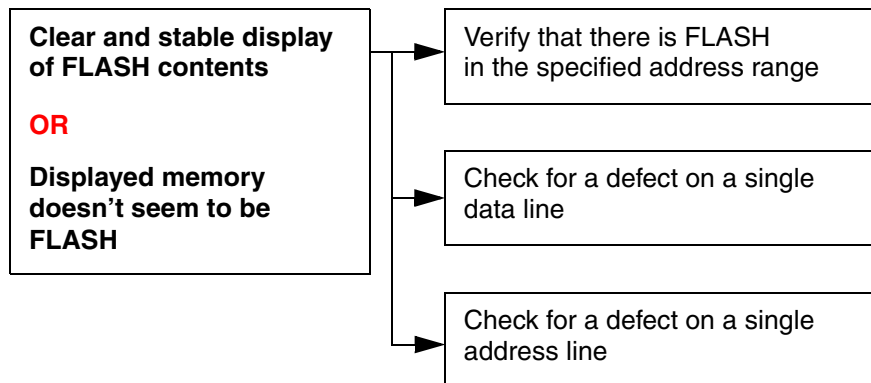 Clear and stable display
of FLASH contents
OR
Displayed memory
doesn't seem to be
FLASH
Verify that there is FLASH
in the specified address range
Check for a defect on a single
data line
Check for a defect on a single
address line